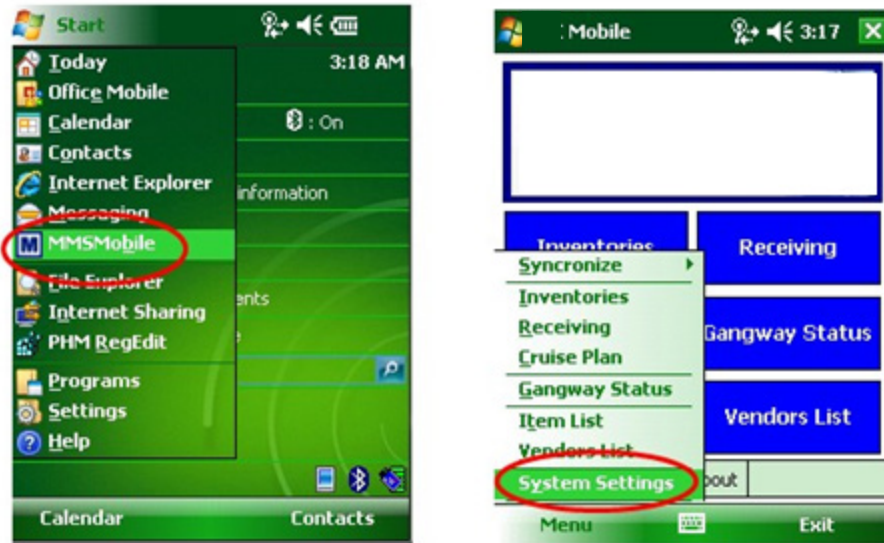 Start
3:18 AM
Today
Office Mobile
Calendar
: On
Contacts
Internet Explorer
information
Messaging
MMSMobile
File Explorer
ents
Internet Sharing
PHM RegEdit
Programs
Settings
Help
Calendar
Contacts
: Mobile
3:17
Inventories
Receiving
Syncronize
Inventories
Receiving
Gangway Status
Cruise Plan
Gangway Status
Item List
Vendors List
Vendors List
System Settings
bout
Menu
Exit